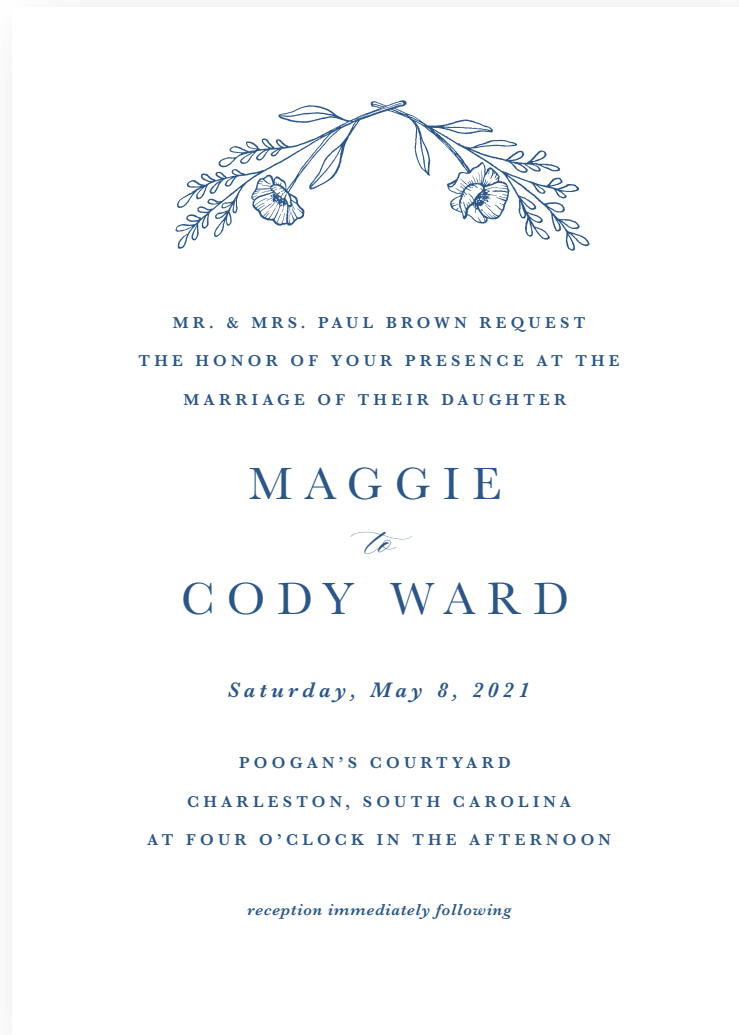 MR. & MRS. PAUL BROWN REQUEST
THE HONOR OF YOUR PRESENCE AT THE
MARRIAGE OF THEIR DAUGHTER
MAGGIE
to
CODY WARD
Saturday, May 8, 2021
POOGAN’S COURTYARD
CHARLESTON, SOUTH CAROLINA
AT FOUR O’CLOCK IN THE AFTERNOON
reception immediately following